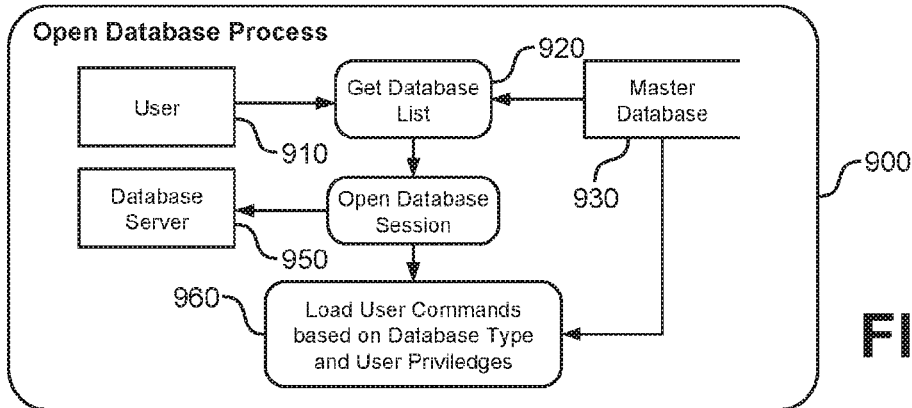 Open Database Process
920
User
Get Database
List
Master
Database
910
930
900
Database
Server
Open Database
Session
950
960
Load User Commands
based on Database Type
and User Priviledges
FI